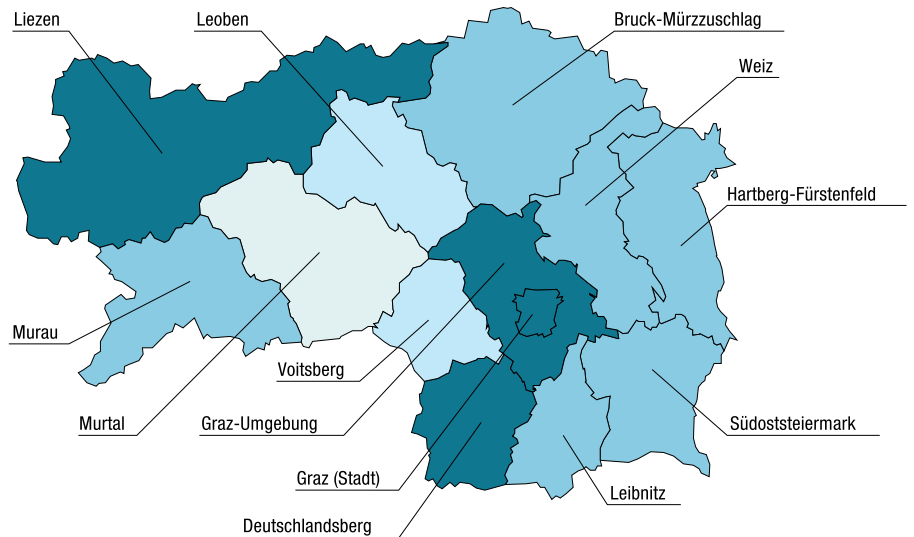 Liezen
Leoben
Bruck-Mürzzuschlag
Weiz
Hartberg-Fürstenfeld
Murau
Voitsberg
Murtal
Graz-Umgebung
Südoststeiermark
Graz (Stadt)
Leibnitz
Deutschlandsberg